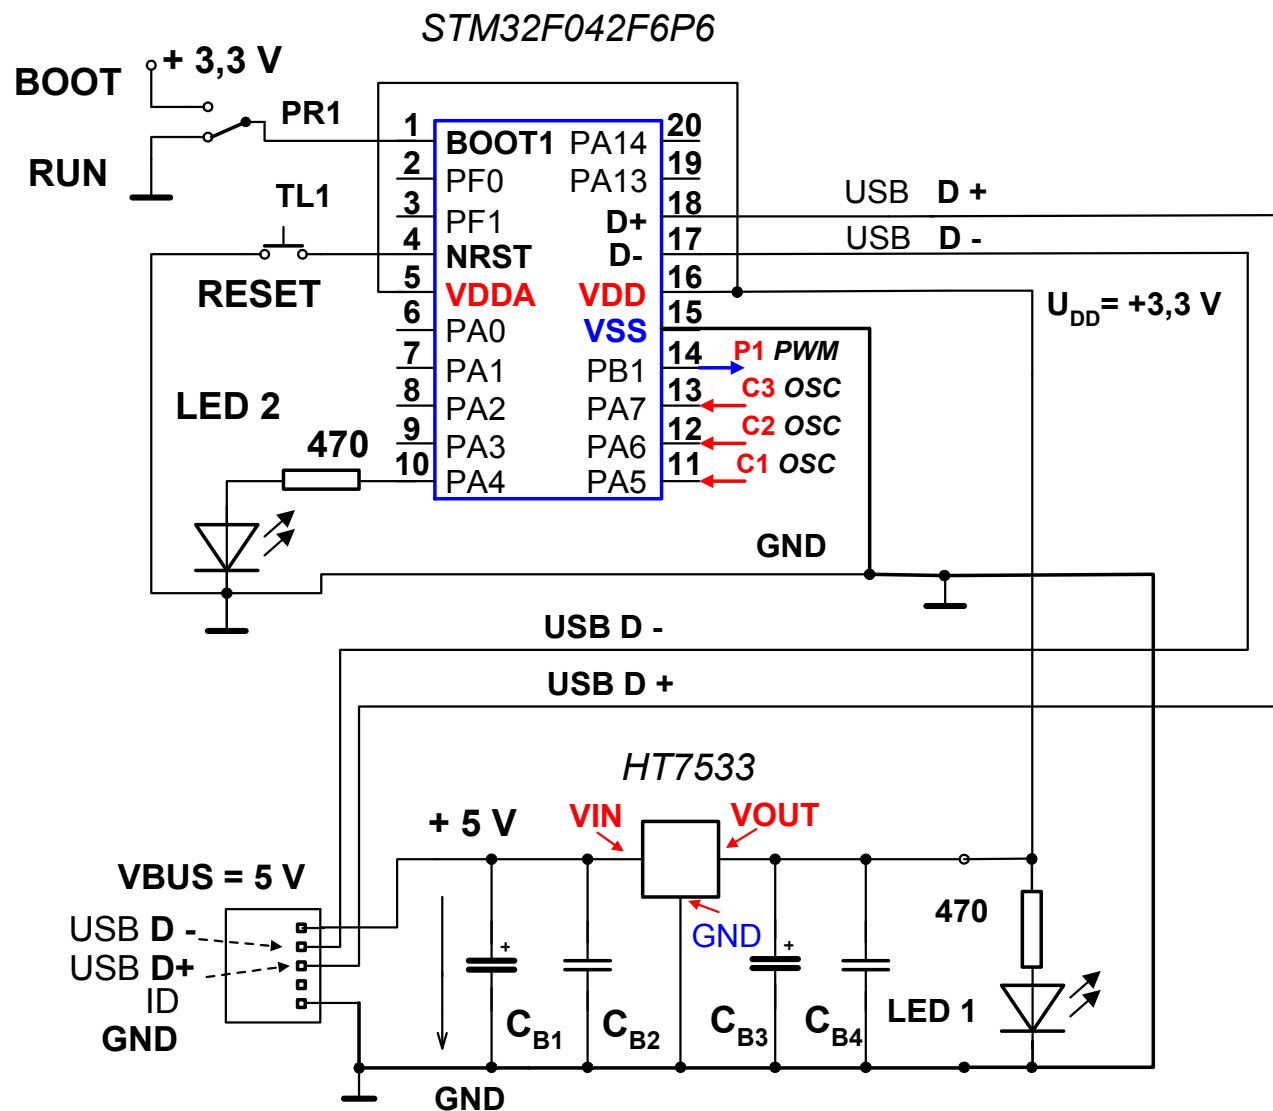 STM32F042F6P6
+ 3,3 V
BOOT
PR1
RUN
TL1
RESET
1 BOOT1 PA14 20
2 PF0 PA13 19
3 PF1 D+ 18
4 NRST D- 17
5 VDDA VDD 16
6 PA0 VSS 15
7 PA1 PB1 14
8 PA2 PA7 13
9 PA3 PA6 12
10 PA4 PA5 11
USB D +
USB D -
UDD= +3,3 V
P1 PWM
C3 OSC
C2 OSC
C1 OSC
LED 2
470
GND
USB D -
USB D +
HT7533
VIN
VOUT
+ 5 V
VBUS = 5 V
USB D -
USB D+
ID
GND
GND
470
+
+
CB1
CB2
CB3
CB4
LED 1
GND